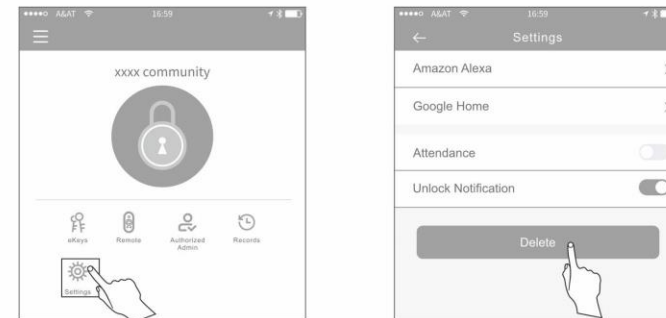 A&AT 16:59
xxxx community
eKeys Remote Authorized Admin Records
Settings
A&AT 16:59
Settings
Amazon Alexa
Google Home
Attendance
Unlock Notification
Delete